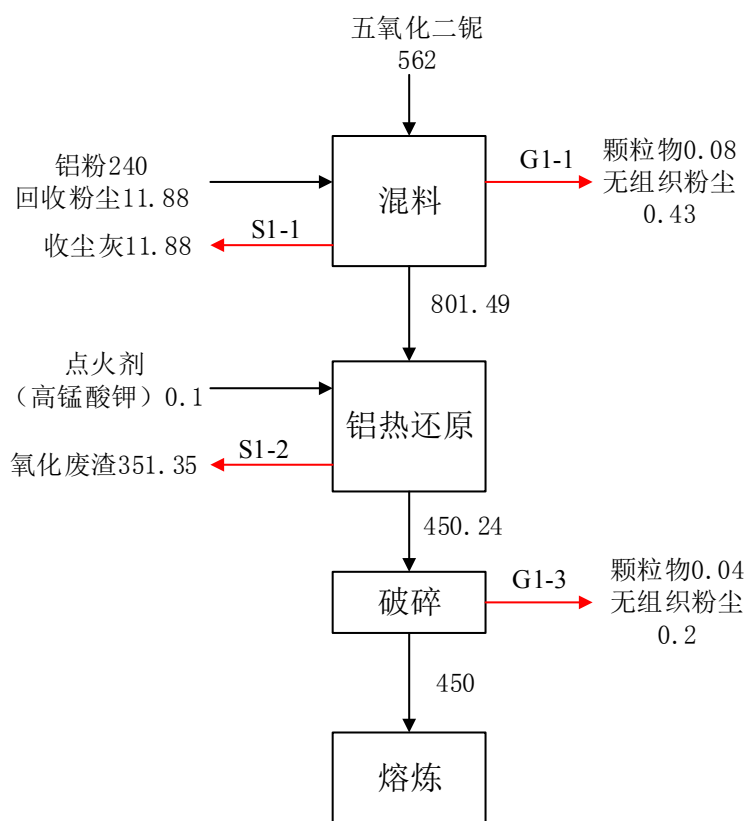 五氧化二铌
562
铝粉240
回收粉尘11.88
混料
G1-1
颗粒物0.08
无组织粉尘
0.43
S1-1
收尘灰11.88
801.49
点火剂
（高锰酸钾）0.1
铝热还原
S1-2
氧化废渣351.35
450.24
破碎
G1-3
颗粒物0.04
无组织粉尘
0.2
450
熔炼